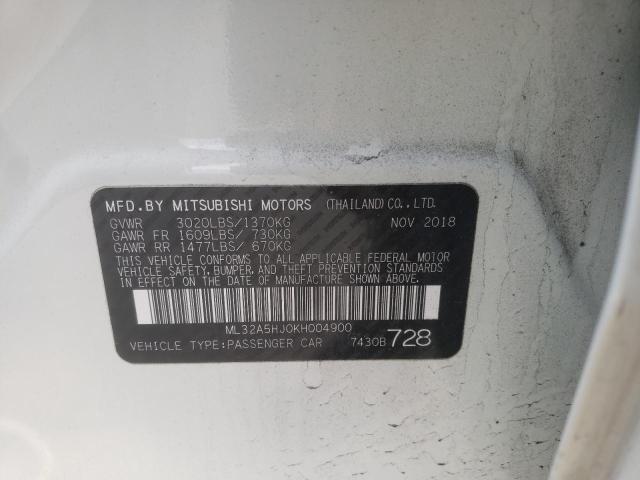 MFD.BY MITSUBISHI MOTORS (THAILAND) CO.,LTD.
GVWR 3020LBS/1370KG NOV 2018
GAWR FR 1609LBS/ 730KG
GAWR RR 1477LBS/ 670KG
THIS VEHICLE CONFORMS TO ALL APPLICABLE FEDERAL MOTOR
VEHICLE SAFETY, BUMPER, AND THEFT PREVENTION STANDARDS
IN EFFECT ON THE DATE OF MANUFACTURE SHOWN ABOVE.
ML32A5HJ0KH004900
VEHICLE TYPE:PASSENGER CAR 7430B 728